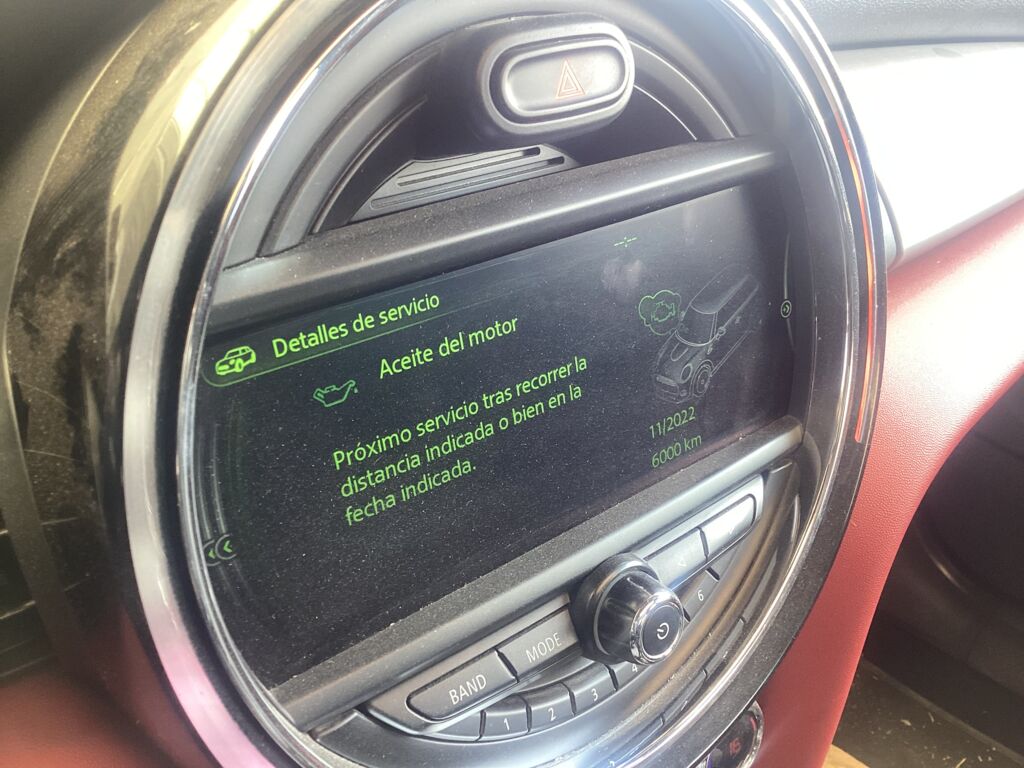 Detalles de servicio
Aceite del motor
Próximo servicio tras recorrer la
distancia indicada o bien en la
fecha indicada.
11/2022
6000 km
BAND
MODE
1
2
3
4
6